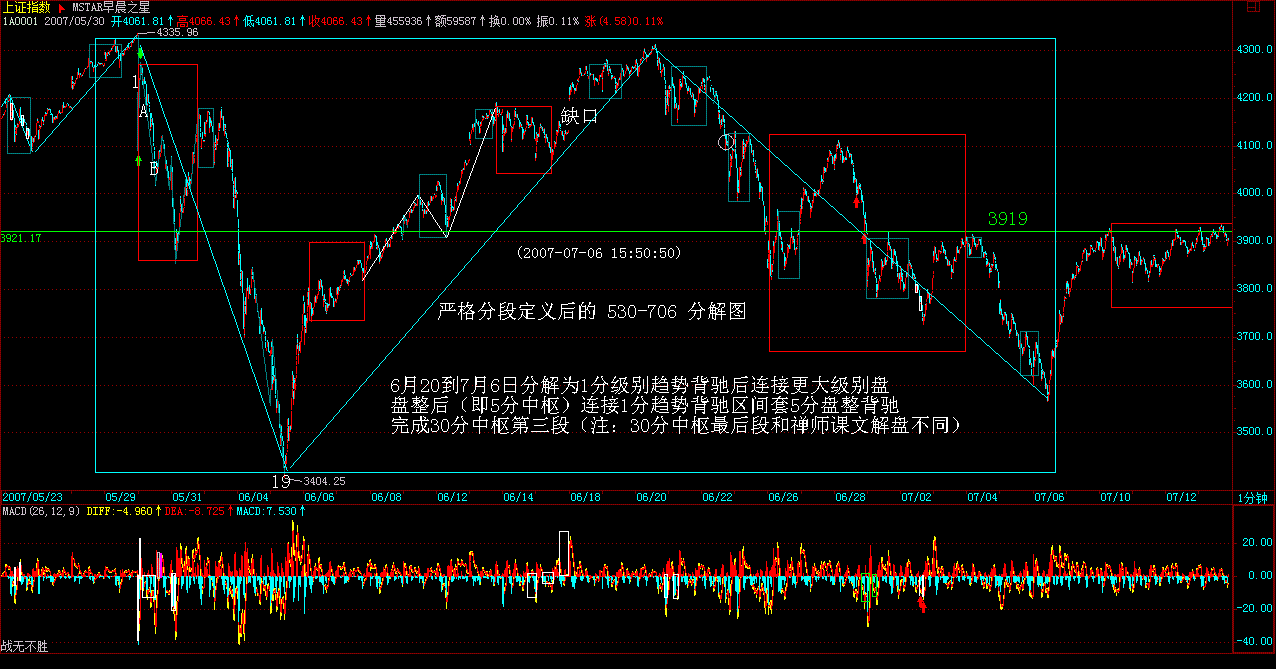 上证指数 MSTAR早晨之星
1A0001 2007/05/30 开4061.81↑高4066.43↑低4061.81↑收4066.43↑量455936↑额59587↑换0.00% 振0.11% 涨(4.58)0.11%
4335.96
4300.0
4200.0
4100.0
4000.0
3900.0
3800.0
3700.0
3600.0
3500.0
1
A
B
缺口
3919
3921.17
(2007-07-06 15:50:50)
严格分段定义后的 530-706 分解图
6月20到7月6日分解为1分级别趋势背驰后连接更大级别盘
盘整后（即5分中枢）连接1分趋势背驰区间套5分盘整背驰
完成30分中枢第三段（注：30分中枢最后段和禅师课文解盘不同）
19
3404.25
2007/05/23 05/29 05/31 06/04 06/06 06/08 06/12 06/14 06/18 06/20 06/22 06/26 06/28 07/02 07/04 07/06 07/10 07/12 1分钟
MACD(26,12,9) DIFF:-4.960↑DEA:-8.725↑MACD:7.530↑
20.00
0.00
-20.00
-40.00
战无不胜